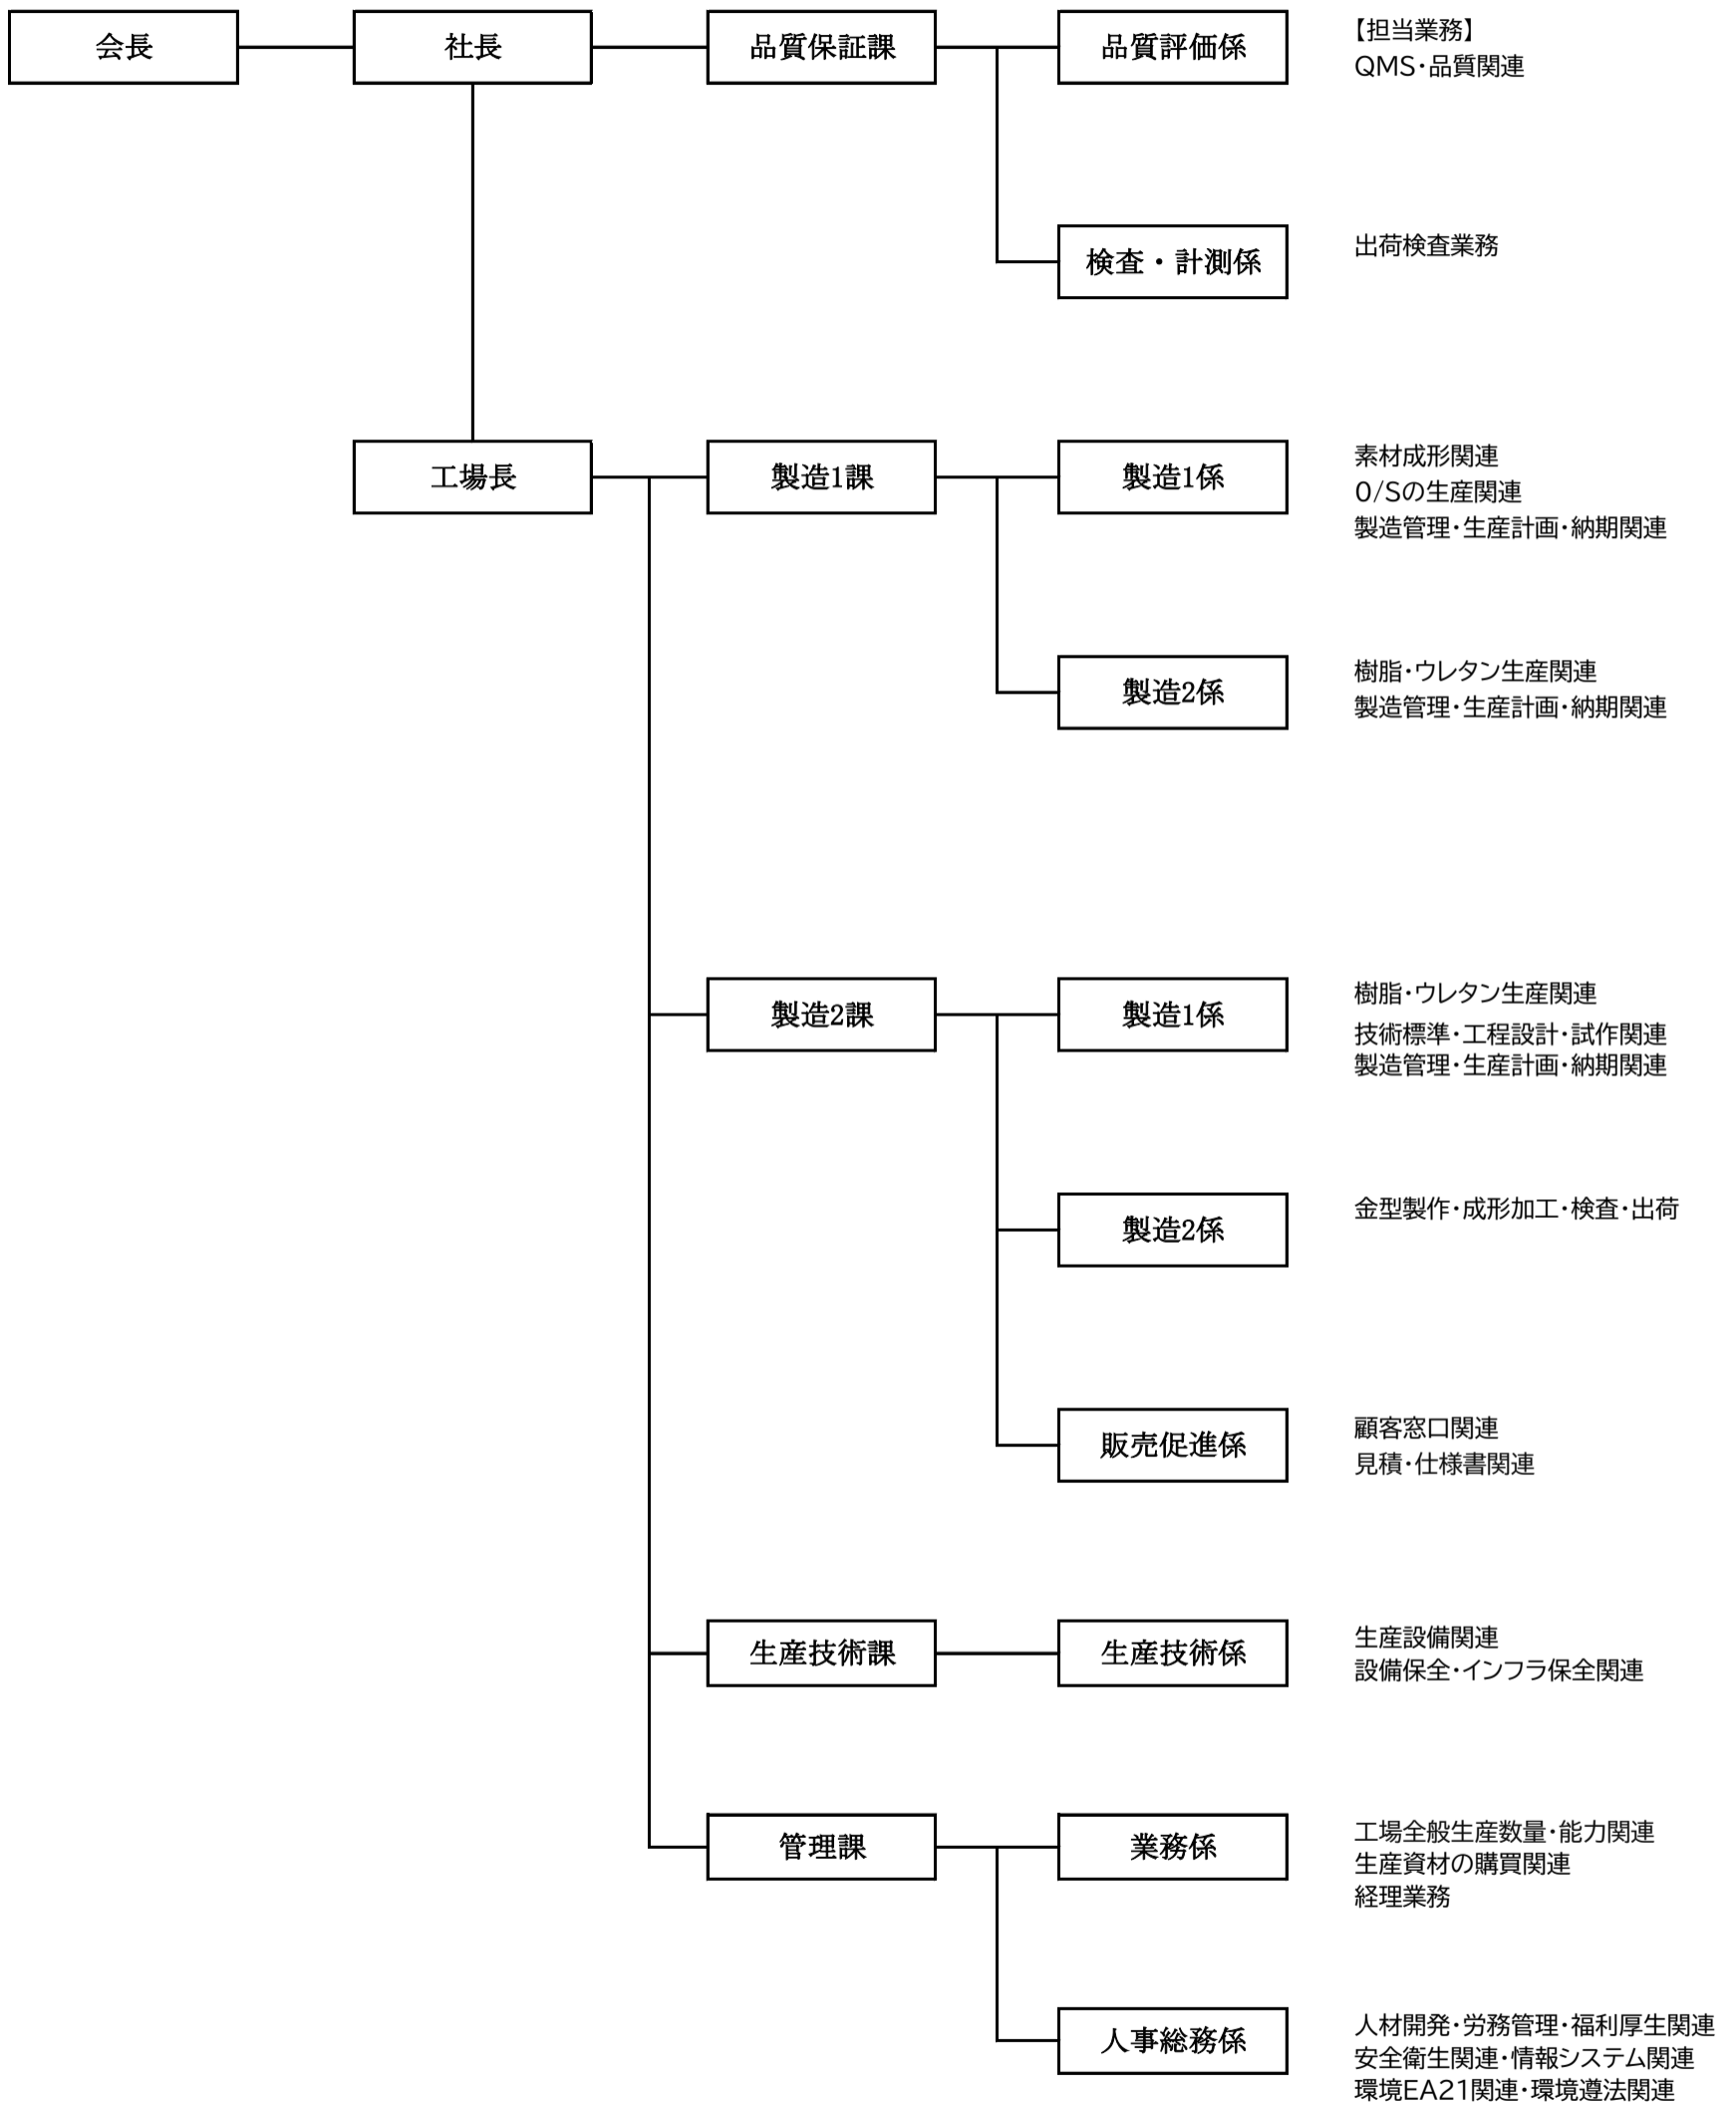 会長
社長
品質保証課
品質評価係
【担当業務】
QMS・品質関連
検査・計測係
出荷検査業務
工場長
製造1課
製造1係
素材成形関連
O/Sの生産関連
製造管理・生産計画・納期関連
製造2係
樹脂・ウレタン生産関連
製造管理・生産計画・納期関連
製造2課
製造1係
樹脂・ウレタン生産関連
技術標準・工程設計・試作関連
製造管理・生産計画・納期関連
製造2係
金型製作・成形加工・検査・出荷
販売促進係
顧客窓口関連
見積・仕様書関連
生産技術課
生産技術係
生産設備関連
設備保全・インフラ保全関連
管理課
業務係
工場全般生産数量・能力関連
生産資材の購買関連
経理業務
人事総務係
人材開発・労務管理・福利厚生関連
安全衛生関連・情報システム関連
環境EA21関連・環境遵法関連